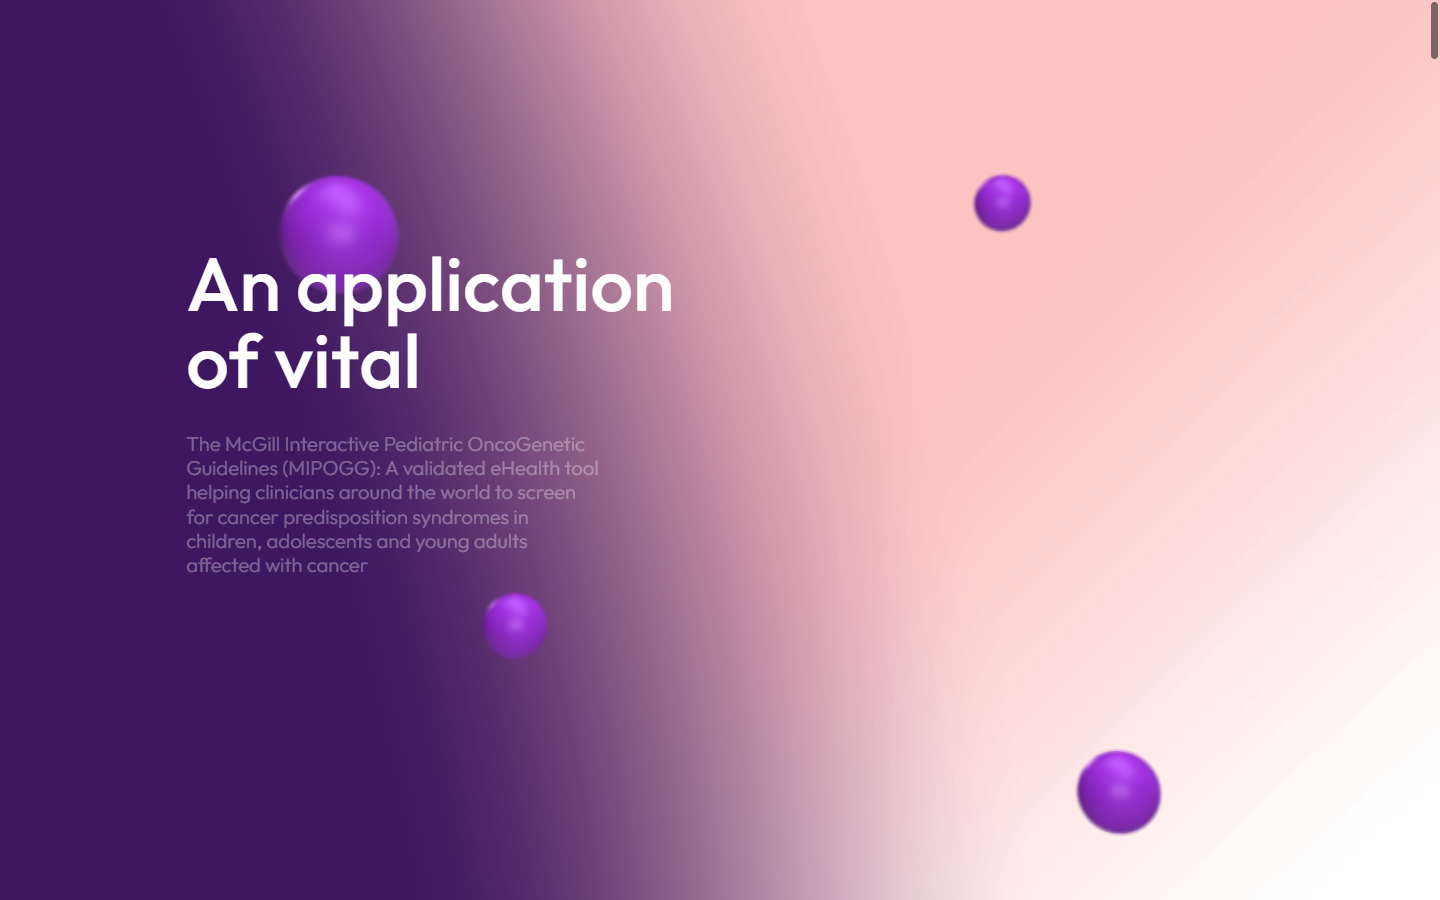 An application
of vital
The McGill Interactive Pediatric OncoGenetic
Guidelines (MIPOGG): A validated eHealth tool
helping clinicians around the world to screen
for cancer predisposition syndromes in
children, adolescents and young adults
affected with cancer